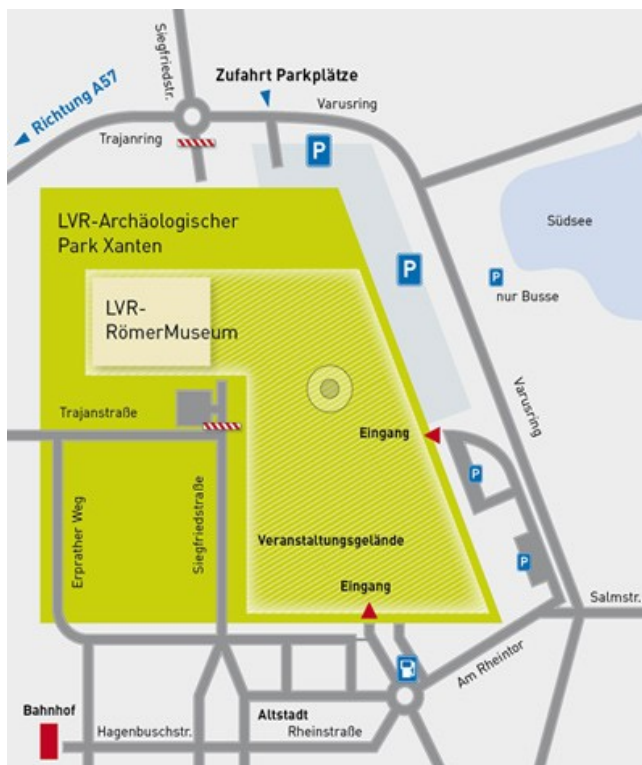 Siegfriedstr.
Zufahrt Parkplätze
Richtung A57
Varusring
Trajanring
P
LVR-Archäologischer
Park Xanten
Südsee
P
P
nur Busse
LVR-
RömerMuseum
Trajanstraße
Varusring
Eingang
P
Erprather Weg
Siegfriedstraße
Veranstaltungsgelände
P
Eingang
Salmstr.
Am Rheintor
Bahnhof
Altstadt
Hagenbuschstr.
Rheinstraße